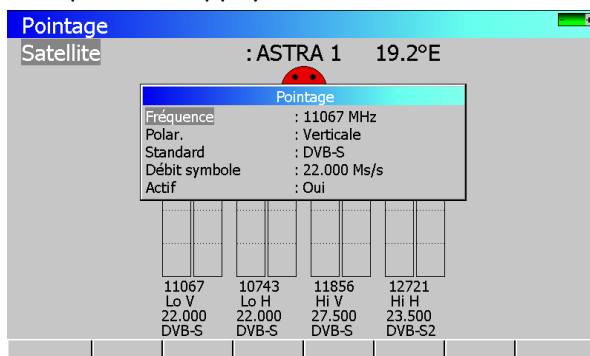 Pointage
Satellite : ASTRA 1 19.2°E
Pointage
Fréquence : 11067 MHz
Polar. : Verticale
Standard : DVB-S
Débit symbole : 22.000 Ms/s
Actif : Oui
11067 10743 11856 12721
Lo V Lo H Hi V Hi H
22.000 22.000 27.500 23.500
DVB-S DVB-S DVB-S DVB-S2